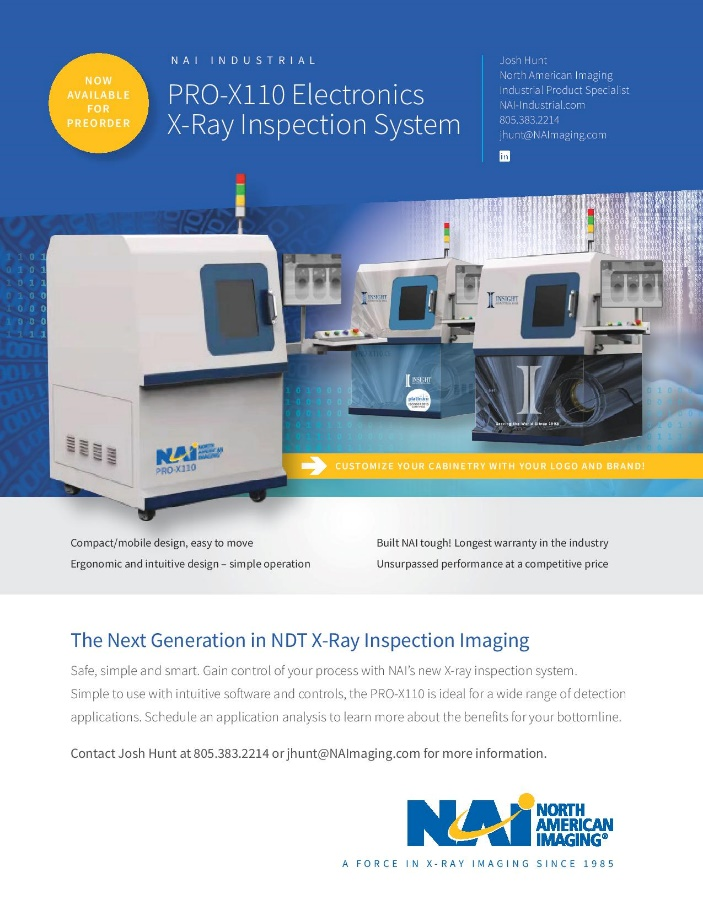 NOW
AVAILABLE
FOR
PREORDER
NAI INDUSTRIAL
PRO-X110 Electronics
X-Ray Inspection System
Josh Hunt
North American Imaging
Industrial Product Specialist
NAI-Industrial.com
805.383.2214
jhunt@NAImaging.com
in
INSIGHT
INSIGHT
INSIGHT
platinum
NAI NORTH
AMERICAN
IMAGING
PRO-X110
CUSTOMIZE YOUR CABINETRY WITH YOUR LOGO AND BRAND!
Compact/mobile design, easy to move
Ergonomic and intuitive design – simple operation
Built NAI tough! Longest warranty in the industry
Unsurpassed performance at a competitive price
The Next Generation in NDT X-Ray Inspection Imaging
Safe, simple and smart. Gain control of your process with NAI's new X-ray inspection system.
Simple to use with intuitive software and controls, the PRO-X110 is ideal for a wide range of detection
applications. Schedule an application analysis to learn more about the benefits for your bottomline.
Contact Josh Hunt at 805.383.2214 or jhunt@NAImaging.com for more information.
NAI NORTH
AMERICAN
IMAGING®
A FORCE IN X-RAY IMAGING SINCE 1985